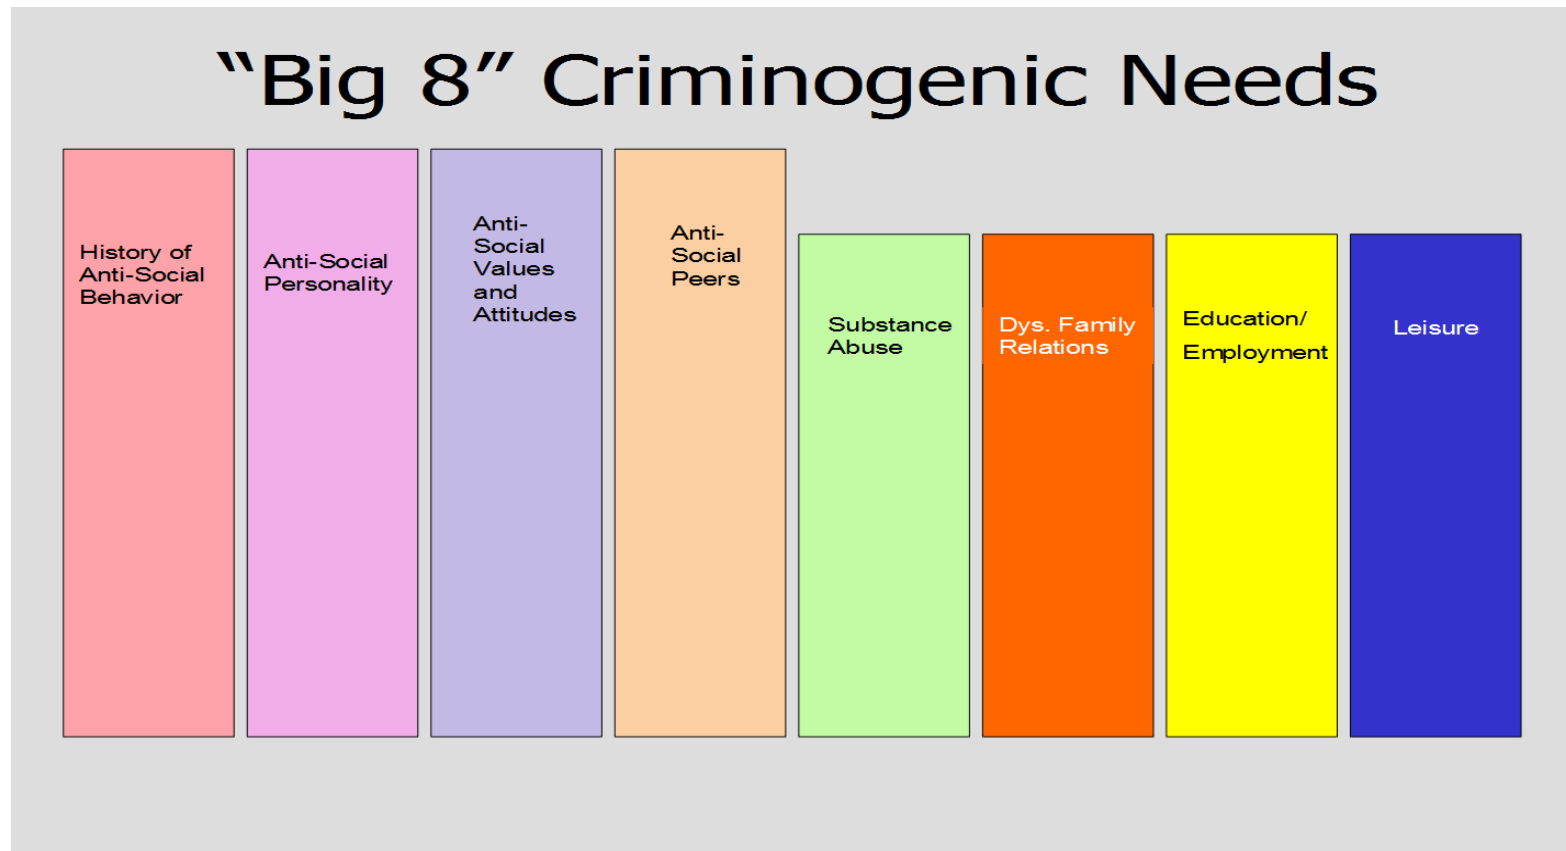 “Big 8” Criminogenic Needs
History of
Anti-Social
Behavior
Anti-Social
Personality
Anti-
Social
Values
and
Attitudes
Anti-
Social
Peers
Substance
Abuse
Dys. Family
Relations
Education/
Employment
Leisure